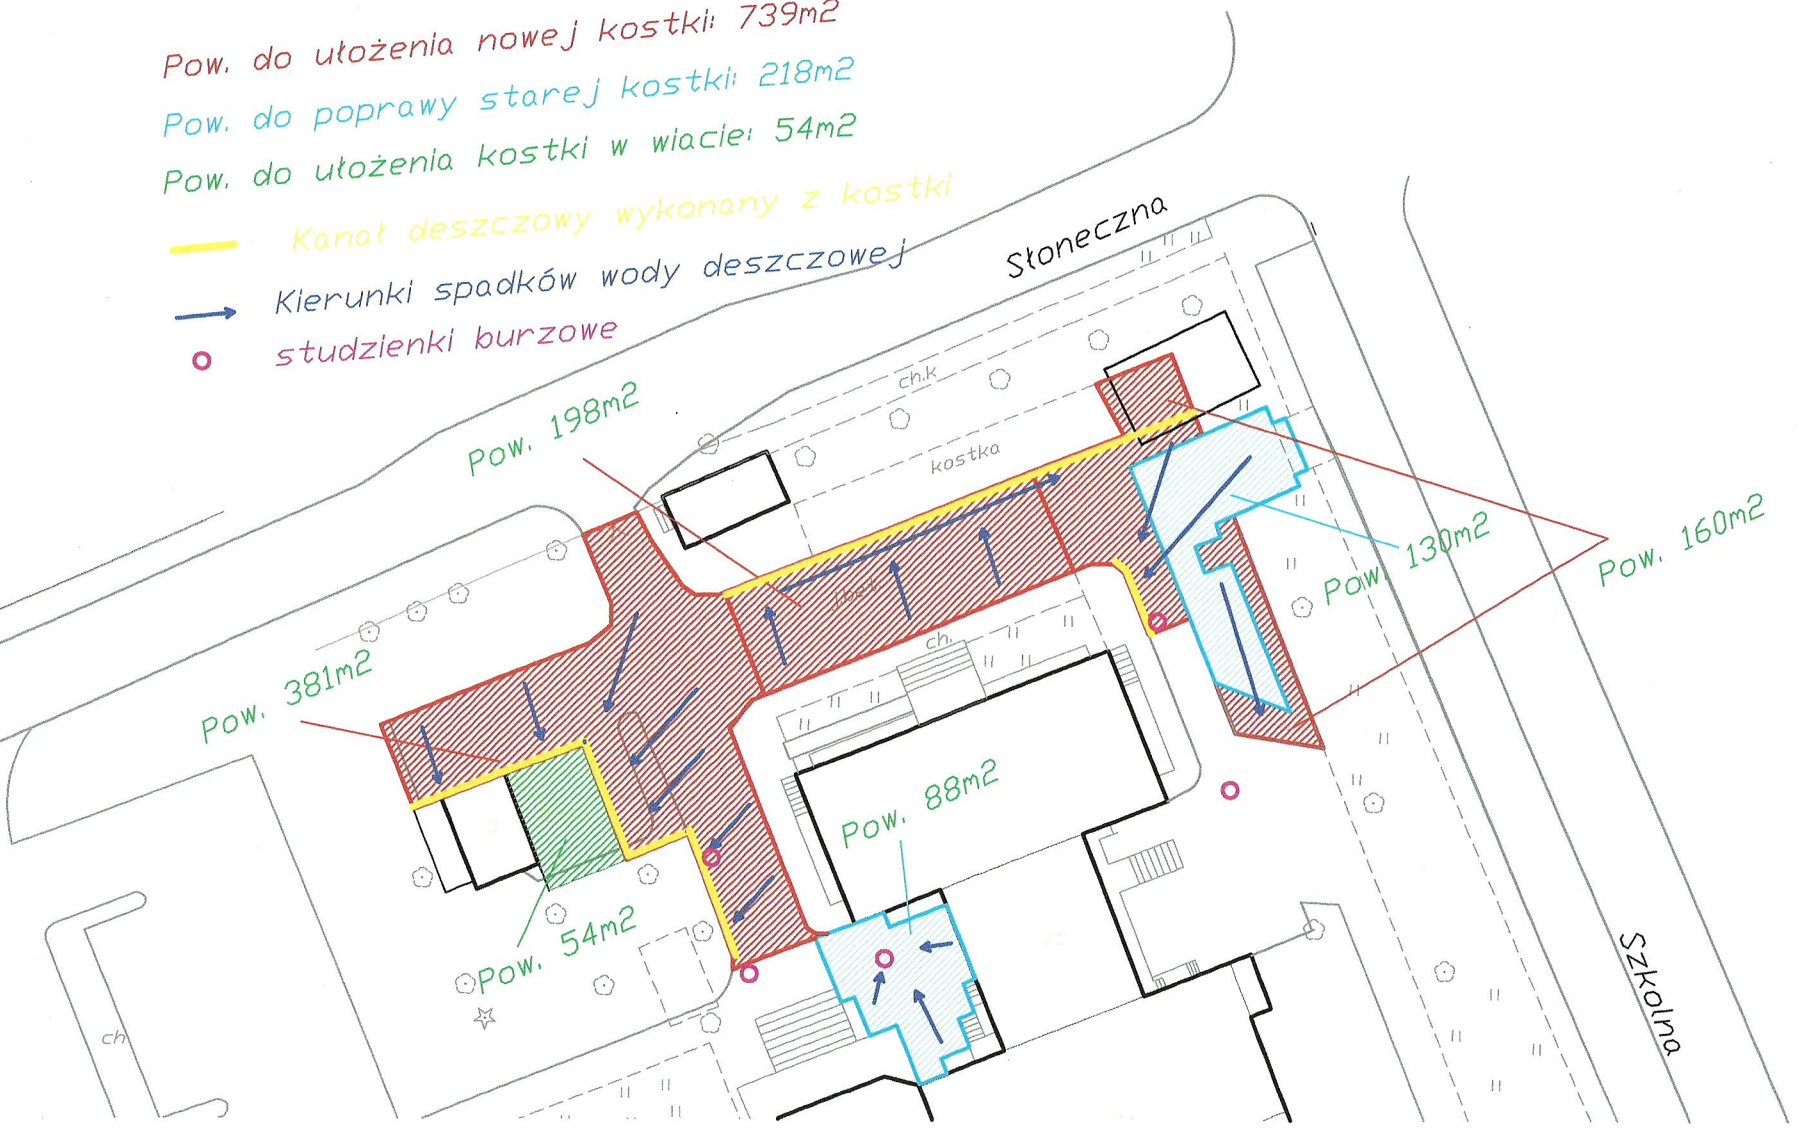 Pow. do ułożenia nowej kostki: 739m2
Pow. do poprawy starej kostki: 218m2
Pow. do ułożenia kostki w wiacie: 54m2
Kanał deszczowy wykonany z kostki
Kierunki spadków wody deszczowej
studzienki burzowe
Słoneczna
ch.k
Pow. 198m2
kostka
Pow. 130m2
Pow. 160m2
ch.
Pow. 381m2
Pow. 88m2
Pow. 54m2
Szkolna
ch